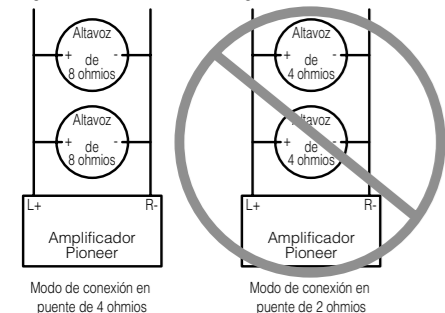 Altavoz
+ de -
8 ohmios
Altavoz
+ de -
8 ohmios
L+ R-
Amplificador
Pioneer
Modo de conexión en
puente de 4 ohmios
Altavoz
+ de -
4 ohmios
Altavoz
+ de -
4 ohmios
L+ R-
Amplificador
Pioneer
Modo de conexión en
puente de 2 ohmios